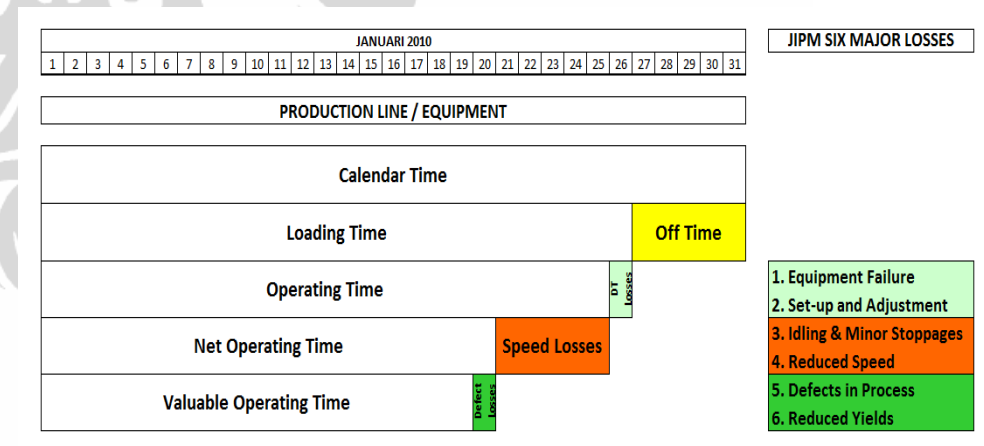 JANUARI 2010
JIPM SIX MAJOR LOSSES
1 2 3 4 5 6 7 8 9 10 11 12 13 14 15 16 17 18 19 20 21 22 23 24 25 26 27 28 29 30 31
PRODUCTION LINE / EQUIPMENT
Calendar Time
Loading Time
Off Time
Operating Time
DT
Losses
1. Equipment Failure
2. Set-up and Adjustment
Net Operating Time
Speed Losses
3. Idling & Minor Stoppages
4. Reduced Speed
Valuable Operating Time
Defect
Losses
5. Defects in Process
6. Reduced Yields